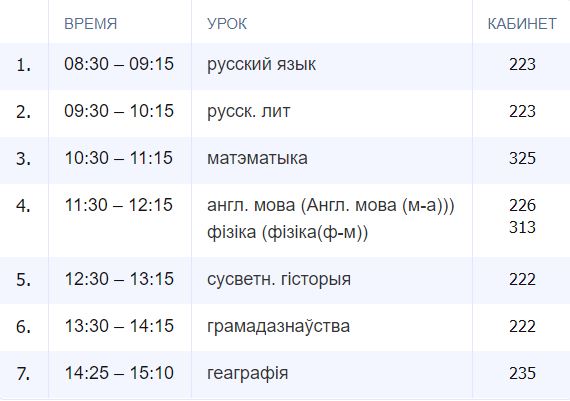 ВРЕМЯ УРОК КАБИНЕТ
1. 08:30 – 09:15 русский язык 223
2. 09:30 – 10:15 русск. лит 223
3. 10:30 – 11:15 матэматыка 325
4. 11:30 – 12:15 англ. мова (Англ. мова (м-а))) 226
фізіка (фізіка(ф-м)) 313
5. 12:30 – 13:15 сусветн. гісторыя 222
6. 13:30 – 14:15 грамадазнаўства 222
7. 14:25 – 15:10 геаграфія 235